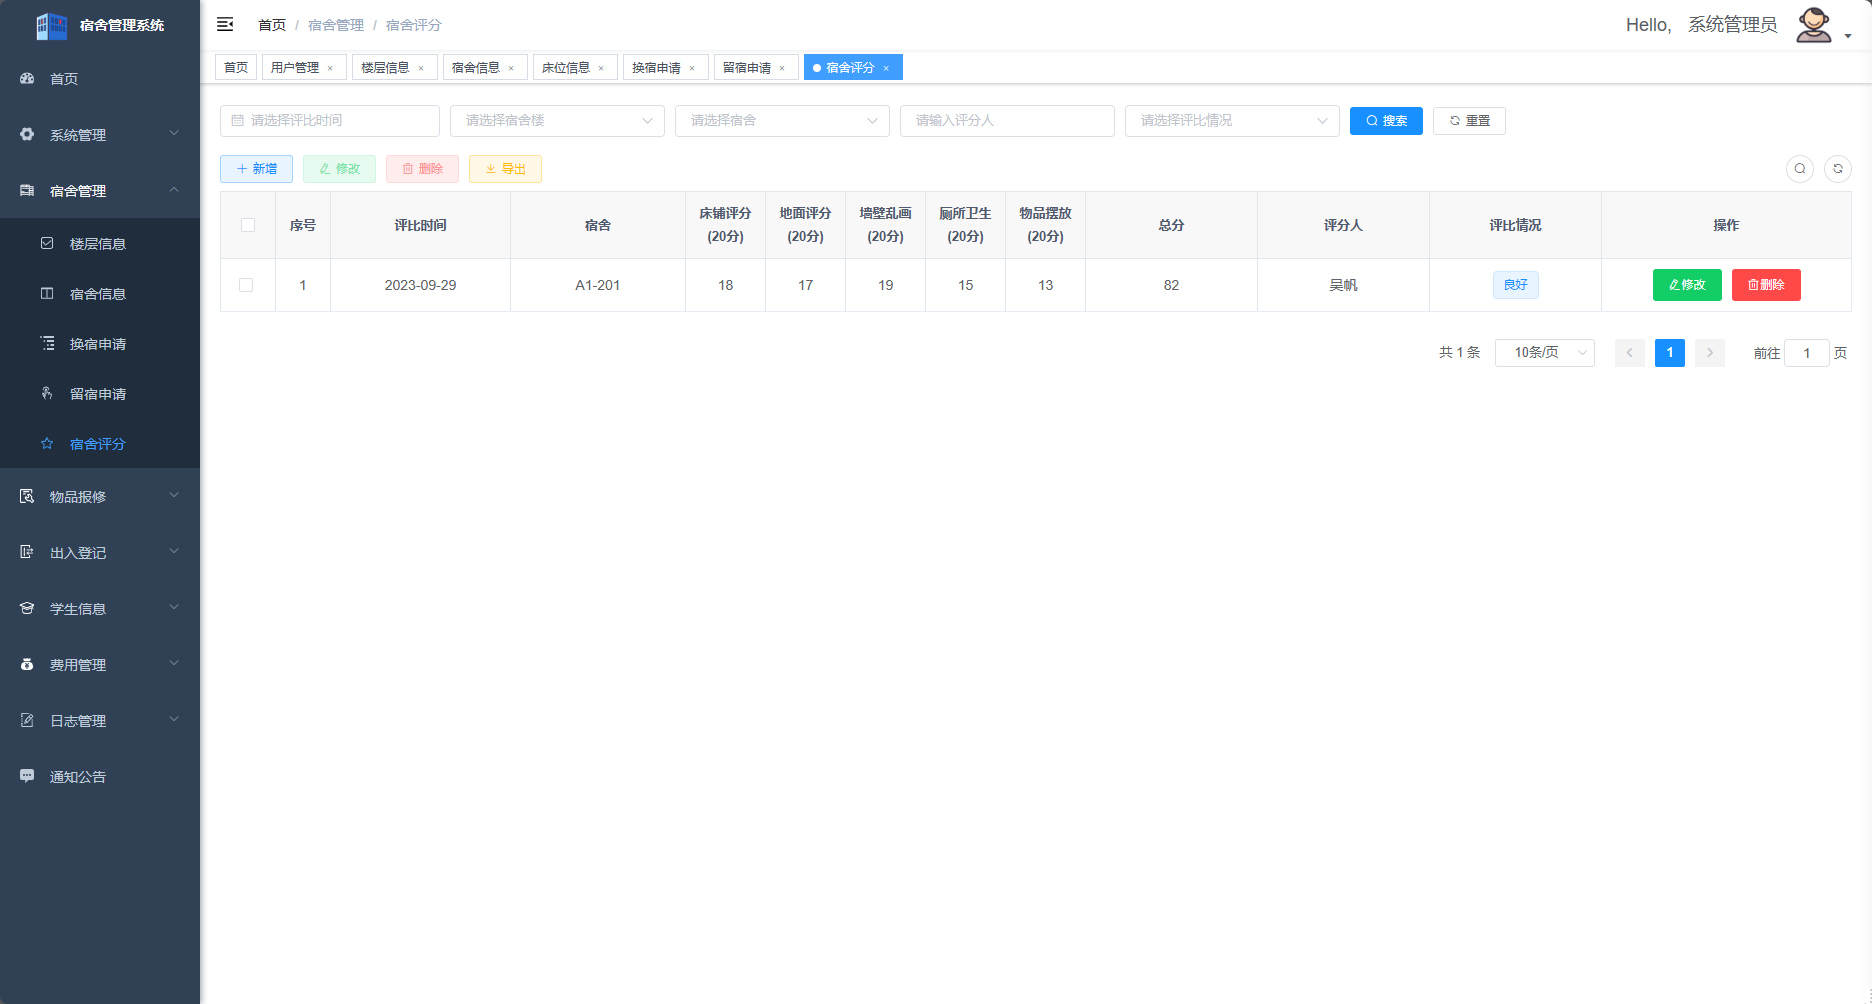 宿舍管理系统
首页
系统管理
宿舍管理
楼层信息
宿舍信息
换宿申请
留宿申请
宿舍评分
物品报修
出入登记
学生信息
费用管理
日志管理
通知公告
首页 / 宿舍管理 / 宿舍评分
Hello, 系统管理员
首页 用户管理 × 楼层信息 × 宿舍信息 × 床位信息 × 换宿申请 × 留宿申请 × 宿舍评分 ×
请选择评比时间 请选择宿舍楼 请选择宿舍 请输入评分人 请选择评比情况 搜索 重置
新增 修改 删除 导出
序号 评比时间 宿舍 床铺评分(20分) 地面评分(20分) 墙壁乱画(20分) 厕所卫生(20分) 物品摆放(20分) 总分 评分人 评比情况 操作
1 2023-09-29 A1-201 18 17 19 15 13 82 吴帆 良好 修改 删除
共 1 条 10条/页 1 前往 1 页